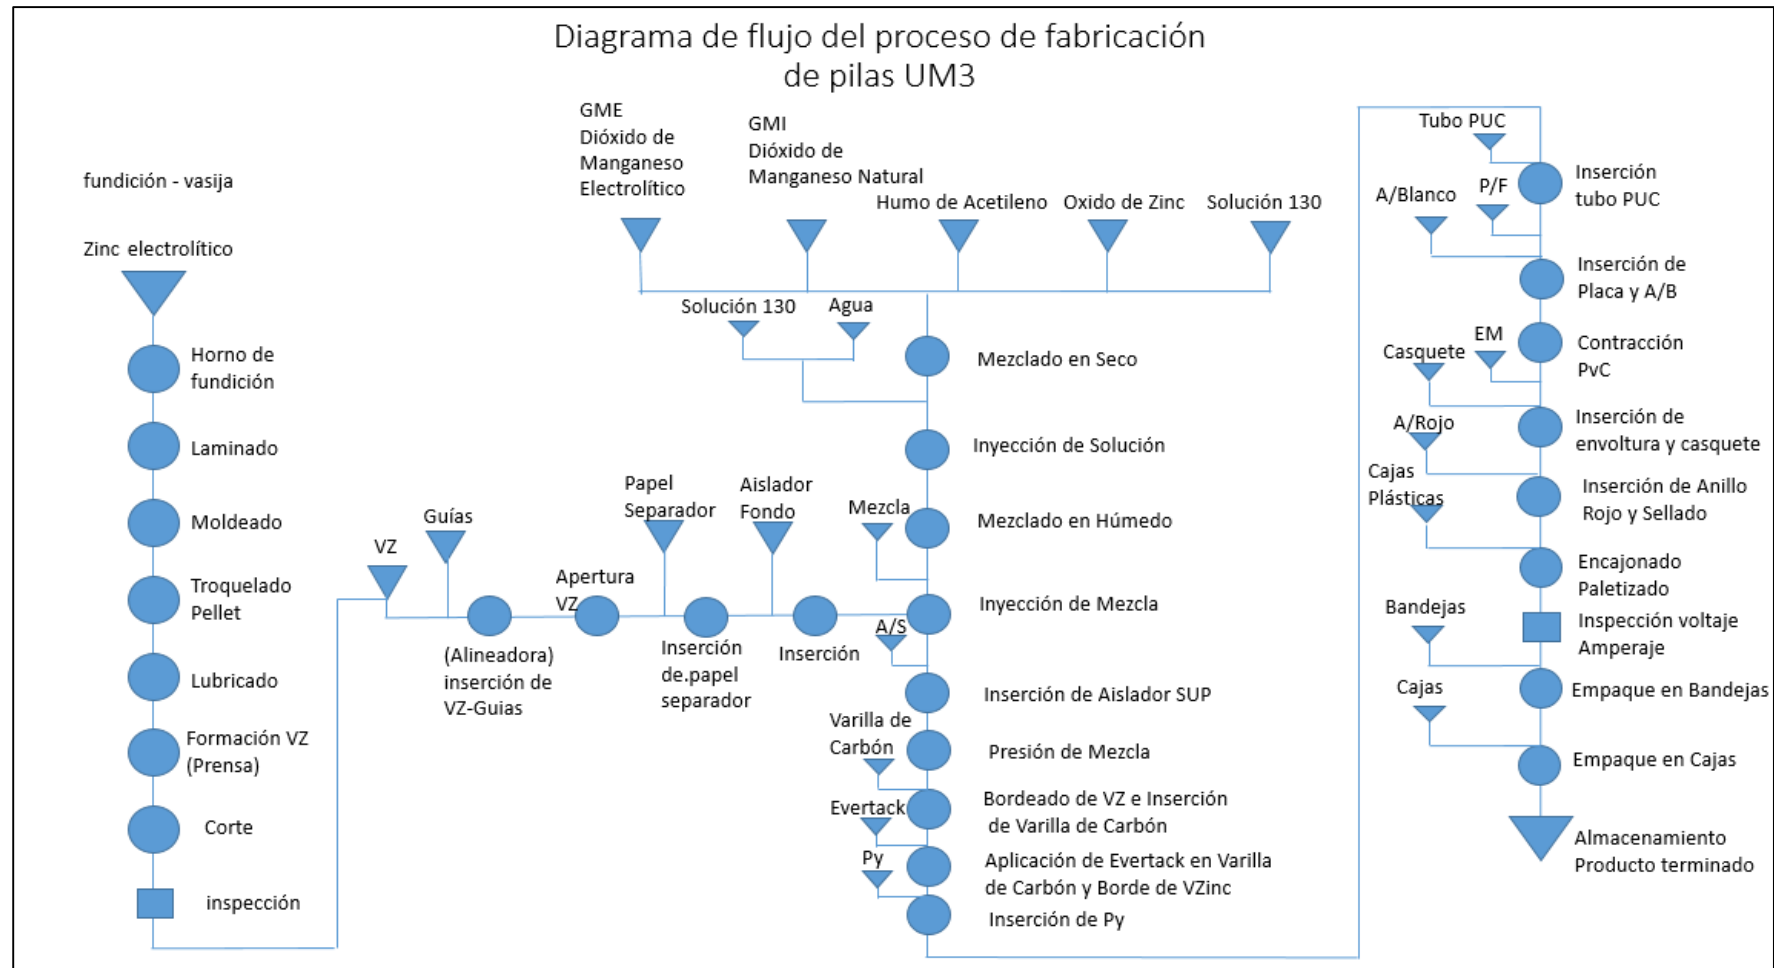 Diagrama de flujo del proceso de fabricación
de pilas UM3
fundición - vasija
Zinc electrolítico
Horno de
fundición
Laminado
Moldeado
Troquelado
Pellet
Lubricado
Formación VZ
(Prensa)
Corte
inspección
VZ
Guías
(Alineadora)
inserción de
VZ-Guias
Apertura
VZ
Papel
Separador
Inserción
de.papel
separador
Aislador
Fondo
Inserción
GME
Dióxido de
Manganeso
Electrolítico
GMI
Dióxido de
Manganeso Natural
Humo de Acetileno
Oxido de Zinc
Solución 130
Solución 130
Agua
Mezclado en Seco
Inyección de Solución
Mezclado en Húmedo
Mezcla
Inyección de Mezcla
A/S
Inserción de Aislador SUP
Presión de Mezcla
Varilla de
Carbón
Bordeado de VZ e Inserción
de Varilla de Carbón
Evertack
Aplicación de Evertack en Varilla
de Carbón y Borde de VZinc
Py
Inserción de Py
Tubo PUC
Inserción
tubo PUC
P/F
A/Blanco
Inserción de
Placa y A/B
Contracción
PvC
EM
Casquete
Inserción de
envoltura y casquete
A/Rojo
Inserción de Anillo
Rojo y Sellado
Cajas
Plásticas
Encajonado
Paletizado
Inspección voltaje
Amperaje
Bandejas
Empaque en Bandejas
Cajas
Empaque en Cajas
Almacenamiento
Producto terminado